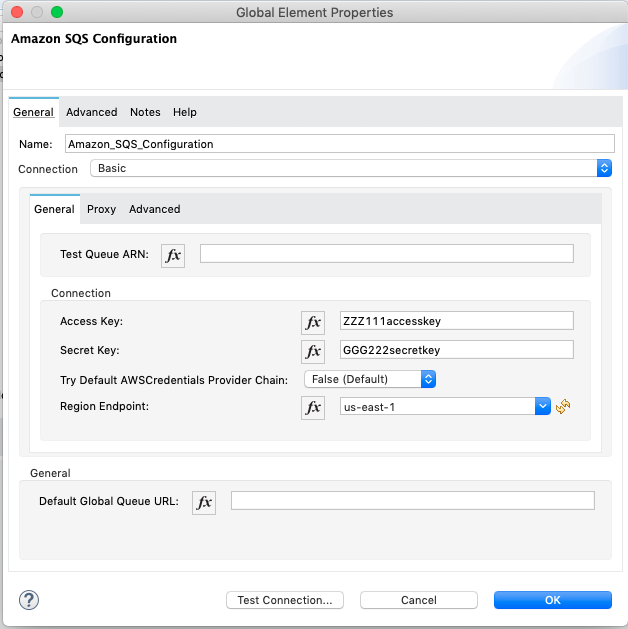 Global Element Properties
Amazon SQS Configuration
General Advanced Notes Help
Name: Amazon_SQS_Configuration
Connection Basic
General Proxy Advanced
Test Queue ARN: fx
Connection
Access Key: fx ZZZ111accesskey
Secret Key: fx GGG222secretkey
Try Default AWSCredentials Provider Chain: False (Default)
Region Endpoint: fx us-east-1
General
Default Global Queue URL: fx
? Test Connection... Cancel OK